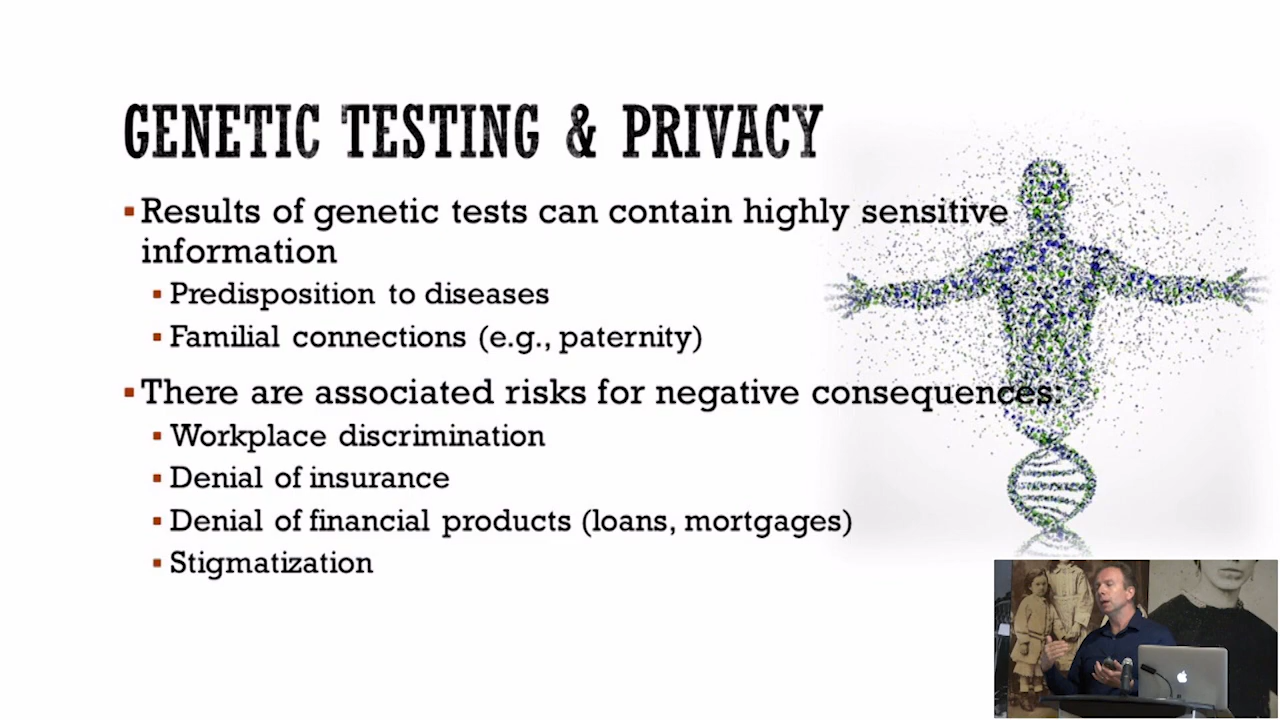 GENETIC TESTING & PRIVACY
▪Results of genetic tests can contain highly sensitive
information
▪Predisposition to diseases
▪Familial connections (e.g., paternity)
▪There are associated risks for negative consequences:
▪Workplace discrimination
▪Denial of insurance
▪Denial of financial products (loans, mortgages)
▪Stigmatization